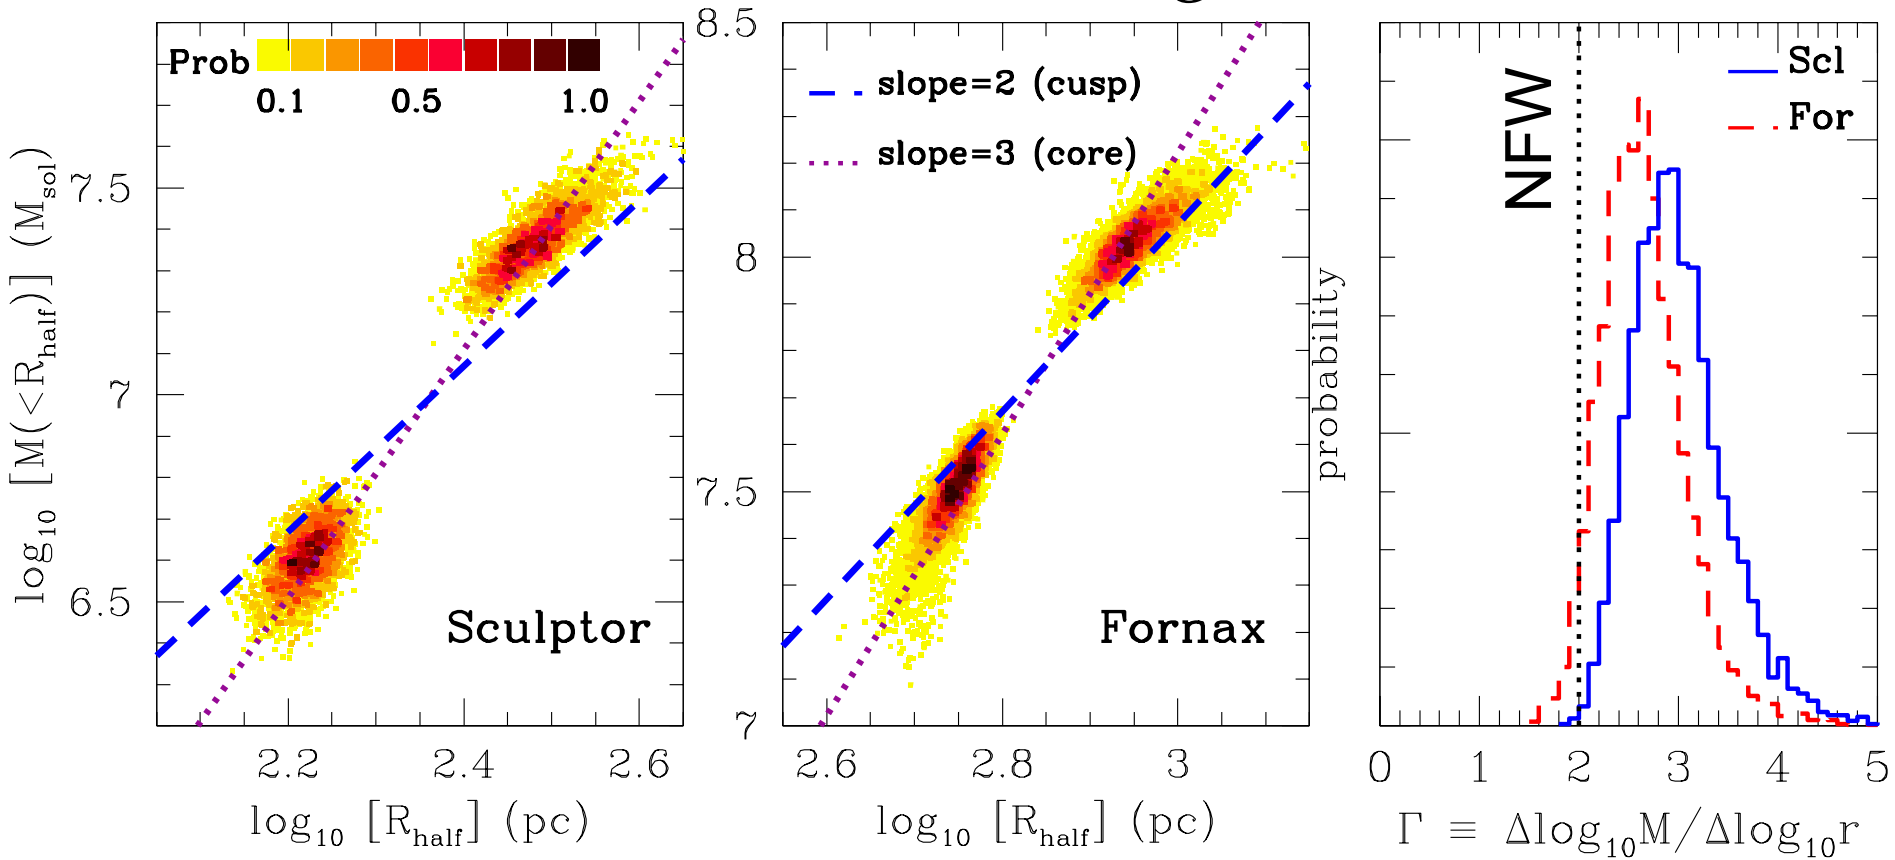 Prob
0.1 0.5 1.0
7.5
7
6.5
log10 [M(<Rhalf)] (Msol)
Sculptor
2.2 2.4 2.6
log10 [Rhalf] (pc)
8.5
8
7.5
7
slope=2 (cusp)
slope=3 (core)
Fornax
2.6 2.8 3
log10 [Rhalf] (pc)
probability
NFW
Scl
For
0 1 2 3 4 5
Γ ≡ Δlog10M/Δlog10r